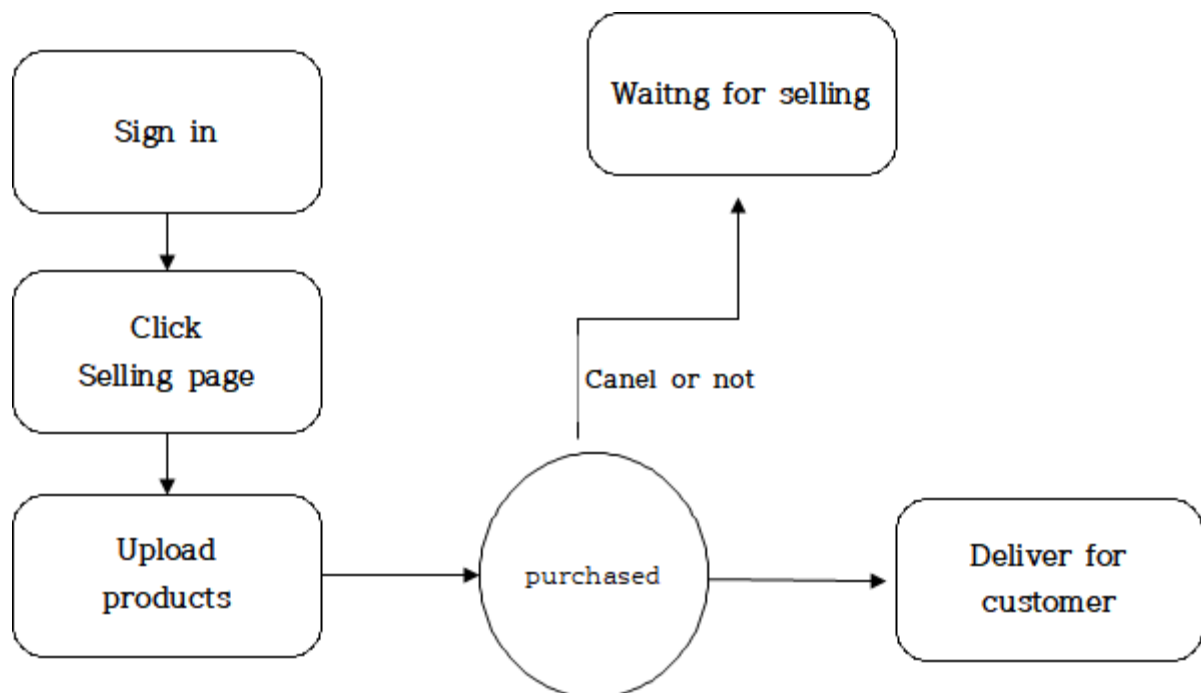 Sign in
Waitng for selling
Click
Selling page
Canel or not
Upload
products
purchased
Deliver for
customer